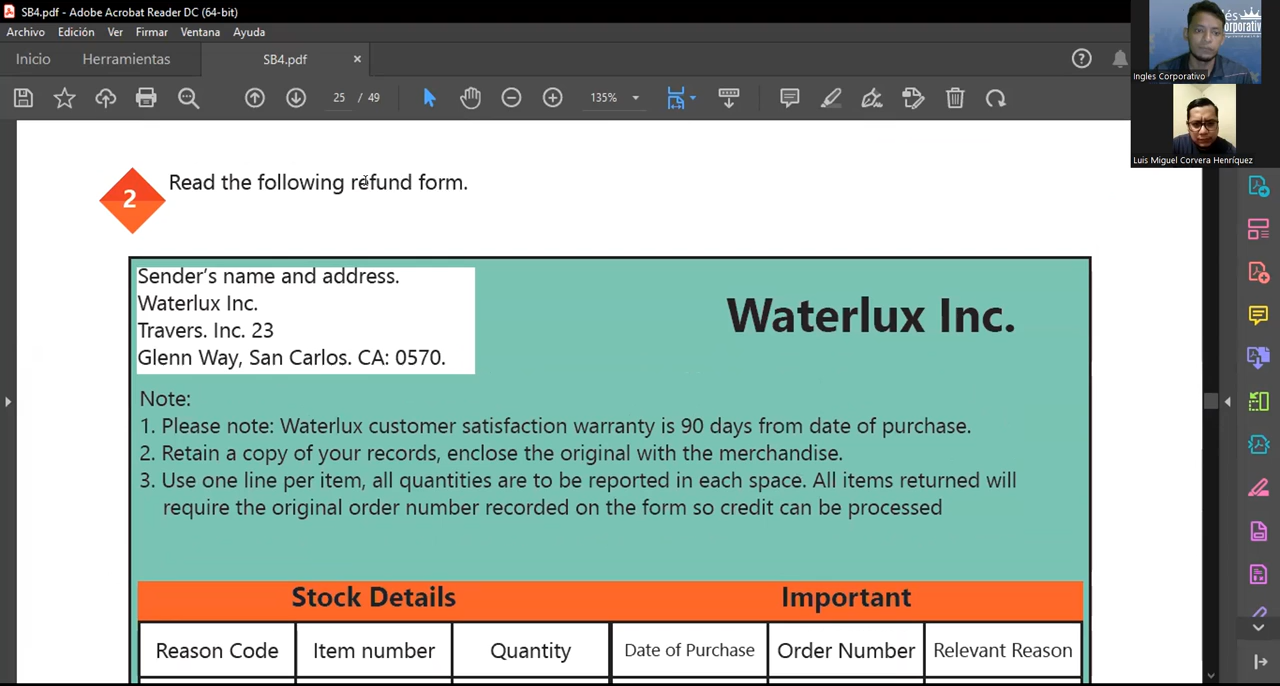 SB4.pdf - Adobe Acrobat Reader DC (64-bit)
Archivo Edición Ver Firmar Ventana Ayuda
Inicio Herramientas SB4.pdf ×
25 / 49 135%
Ingles Corporativo
Luis Miguel Corvera Henríquez
2
Read the following refund form.
Sender's name and address.
Waterlux Inc.
Travers. Inc. 23
Glenn Way, San Carlos. CA: 0570.
Waterlux Inc.
Note:
1. Please note: Waterlux customer satisfaction warranty is 90 days from date of purchase.
2. Retain a copy of your records, enclose the original with the merchandise.
3. Use one line per item, all quantities are to be reported in each space. All items returned will
require the original order number recorded on the form so credit can be processed
Stock Details Important
Reason Code Item number Quantity Date of Purchase Order Number Relevant Reason